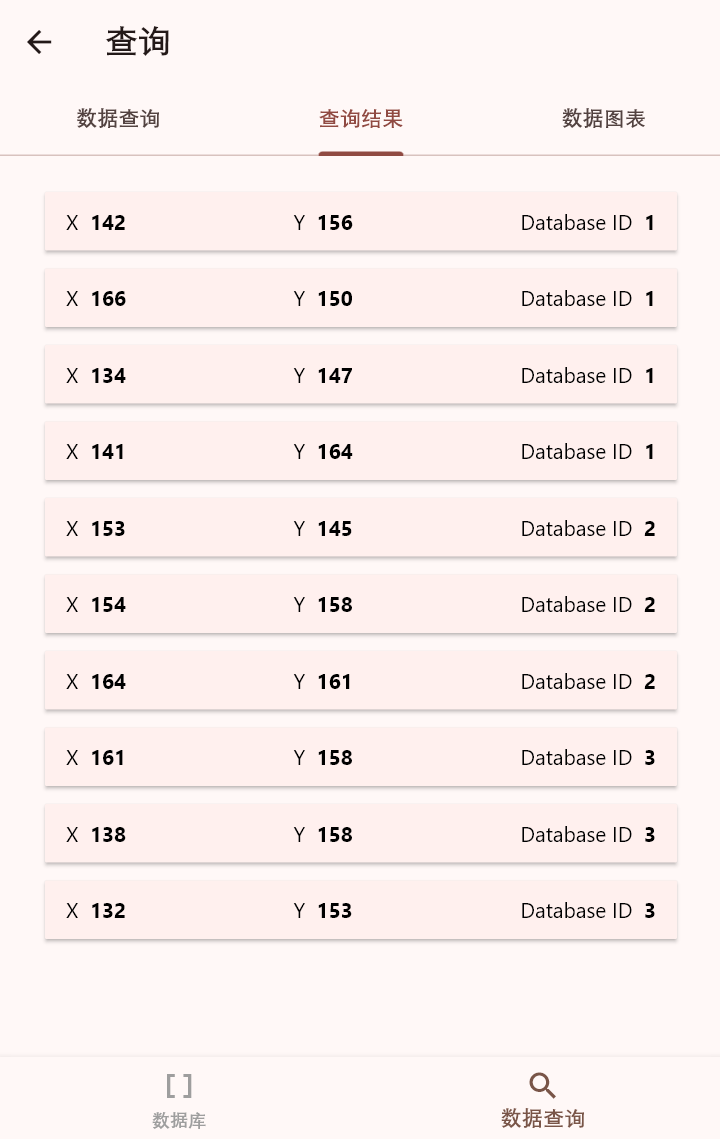 查询
数据查询 查询结果 数据图表
X 142 Y 156 Database ID 1
X 166 Y 150 Database ID 1
X 134 Y 147 Database ID 1
X 141 Y 164 Database ID 1
X 153 Y 145 Database ID 2
X 154 Y 158 Database ID 2
X 164 Y 161 Database ID 2
X 161 Y 158 Database ID 3
X 138 Y 158 Database ID 3
X 132 Y 153 Database ID 3
数据库 数据查询